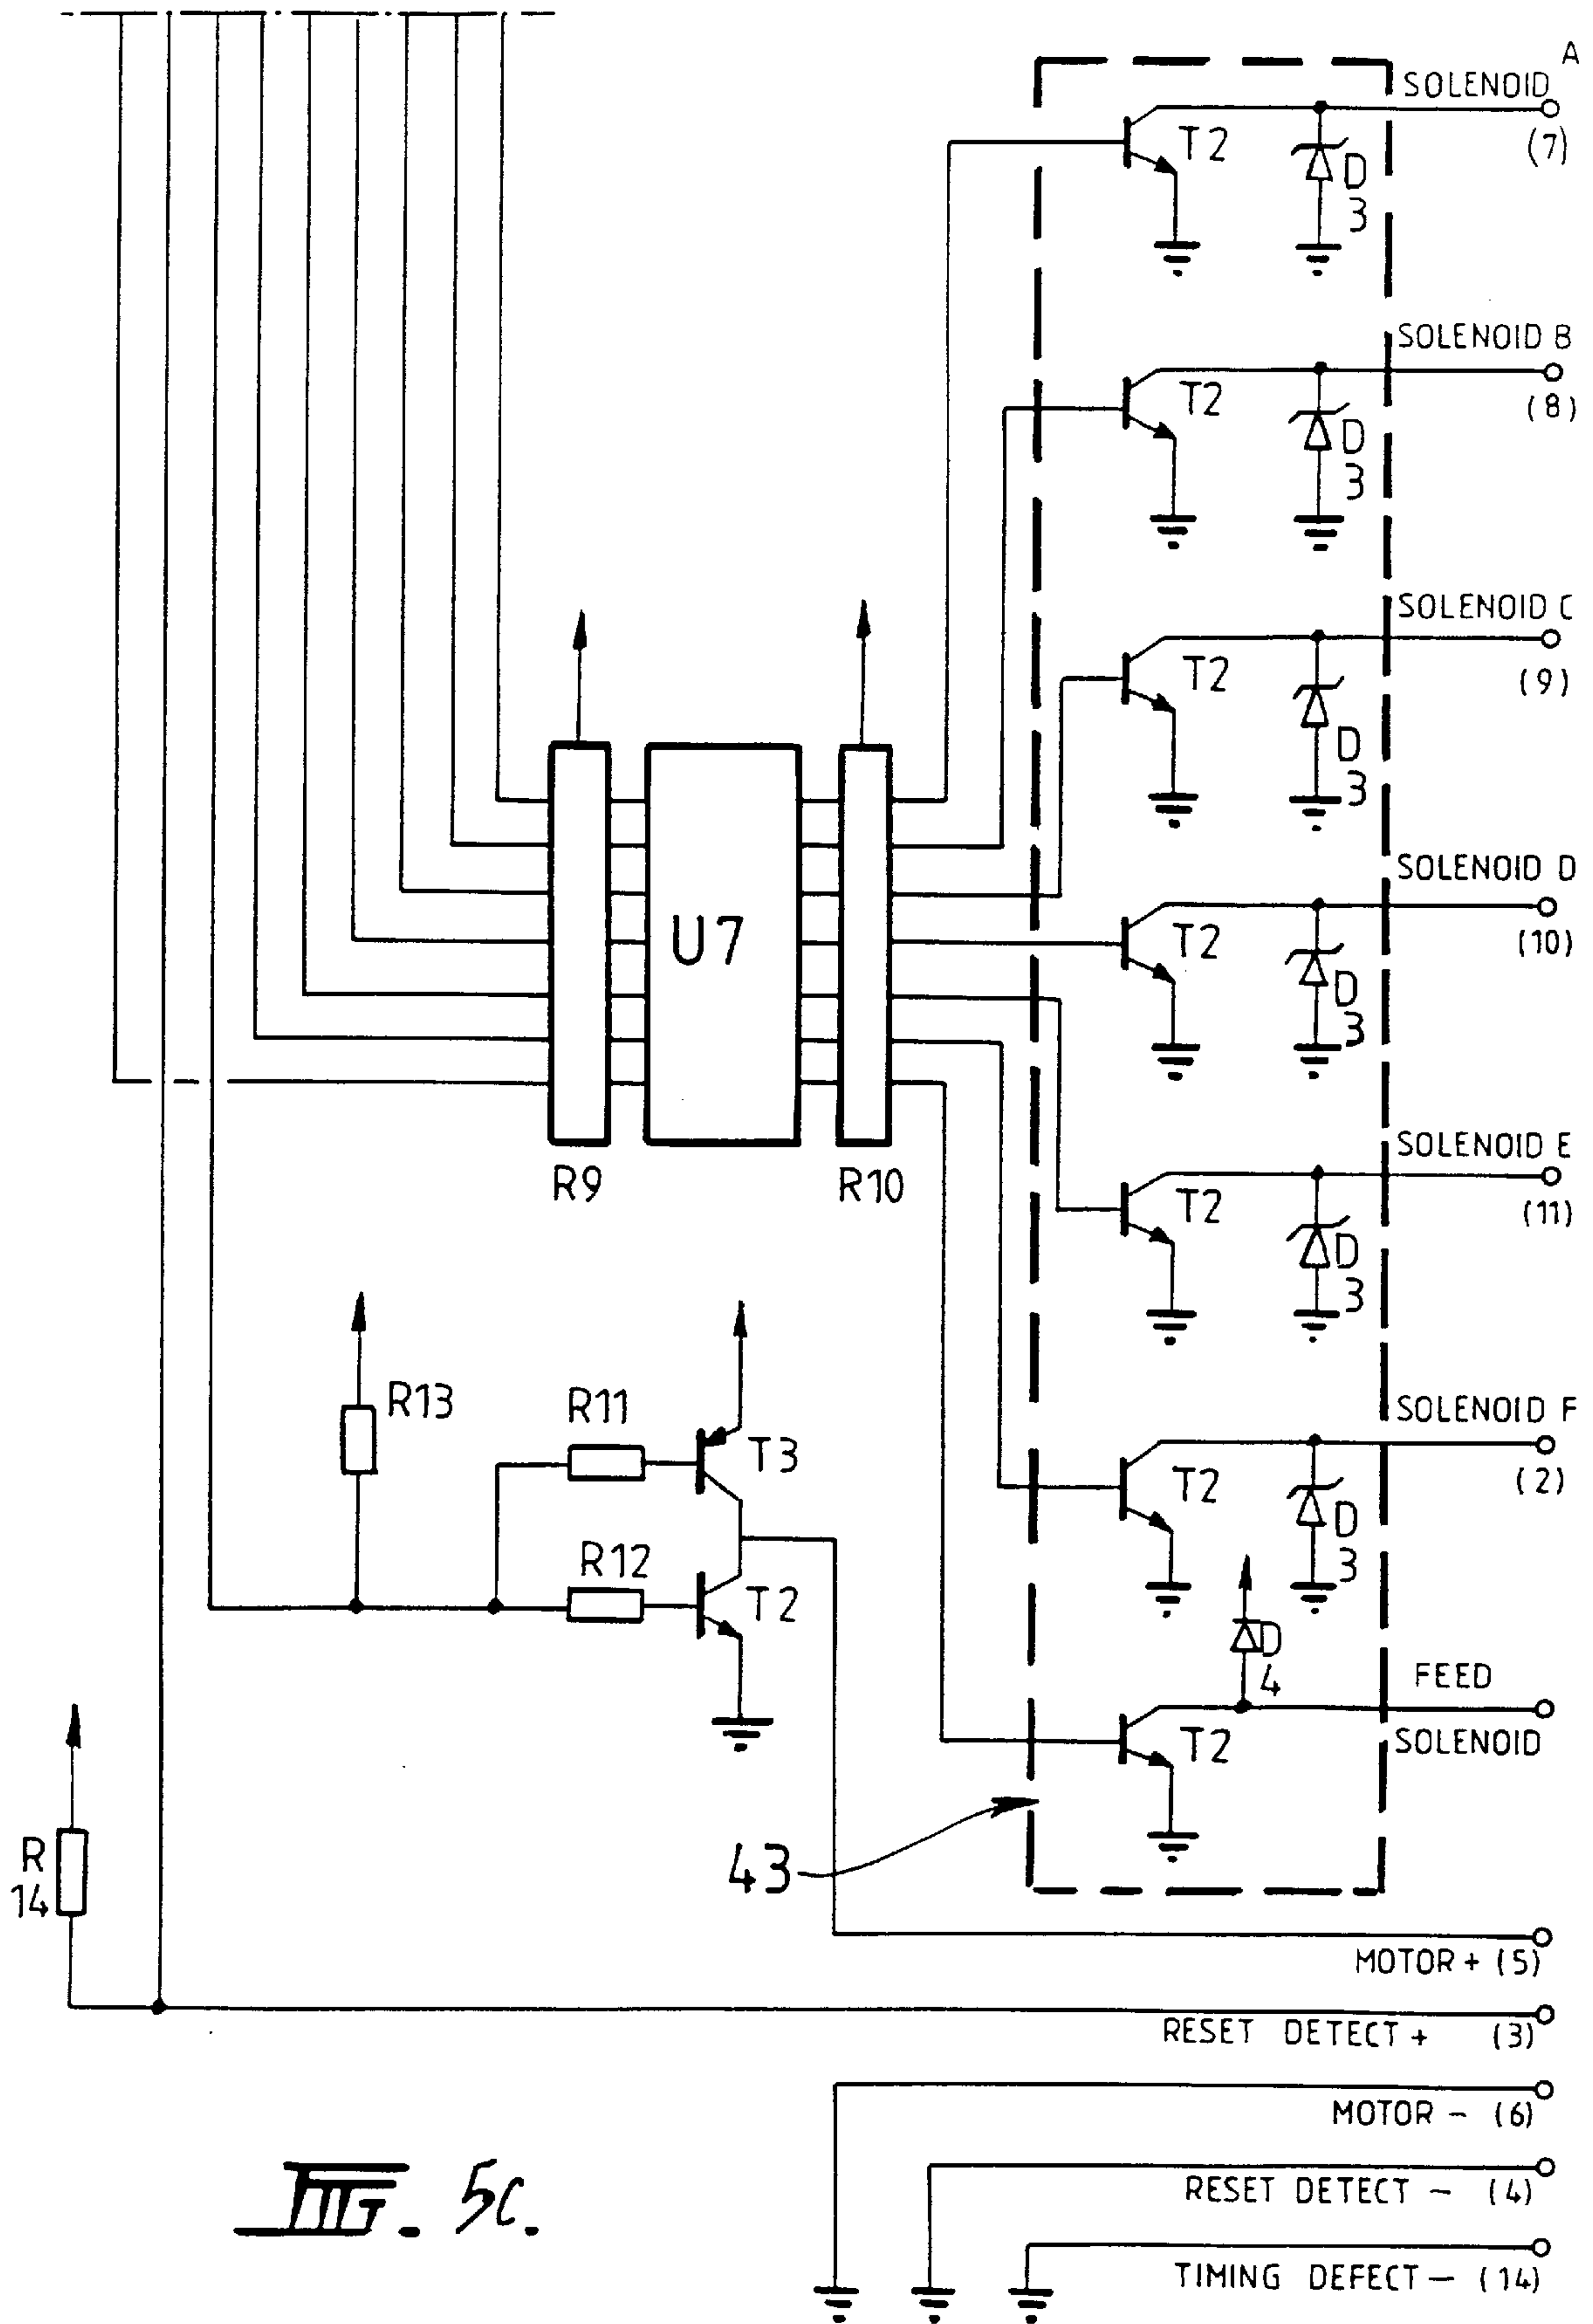 A
SOLENOID
(7)
T2
D
3
SOLENOID B
(8)
T2
D
3
SOLENOID C
(9)
T2
D
3
SOLENOID D
(10)
U7
T2
D
3
SOLENOID E
(11)
R9
R10
T2
D
3
SOLENOID F
(2)
R13
R11
T3
T2
D
3
R12
T2
D
4
FEED
SOLENOID
T2
R
14
43
MOTOR + (5)
RESET DETECT + (3)
MOTOR - (6)
RESET DETECT - (4)
TIMING DEFECT - (14)
FIG. 5C.